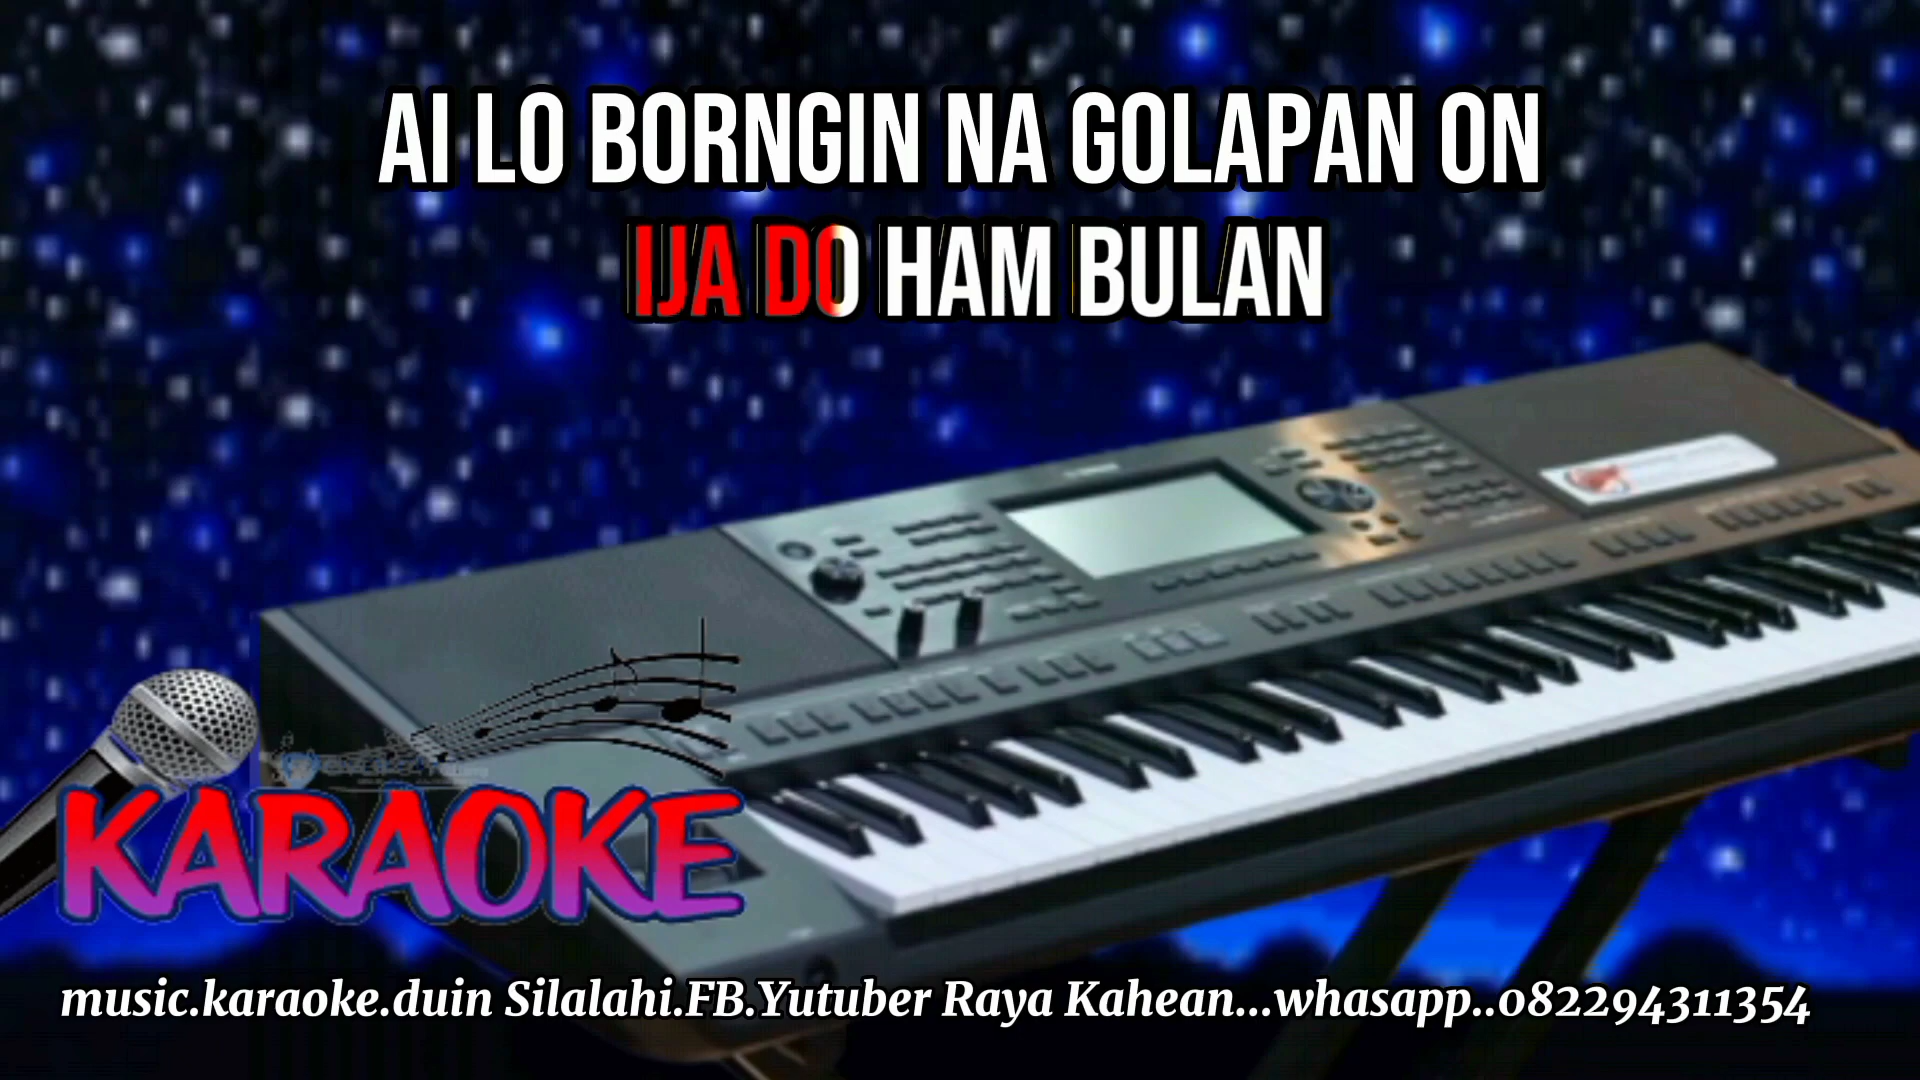 AI LO BORNGIN NA GOLAPAN ON
IJA DO HAM BULAN
KARAOKE
music.karaoke.duin Silalahi.FB.Yutuber Raya Kahean...whasapp..082294311354